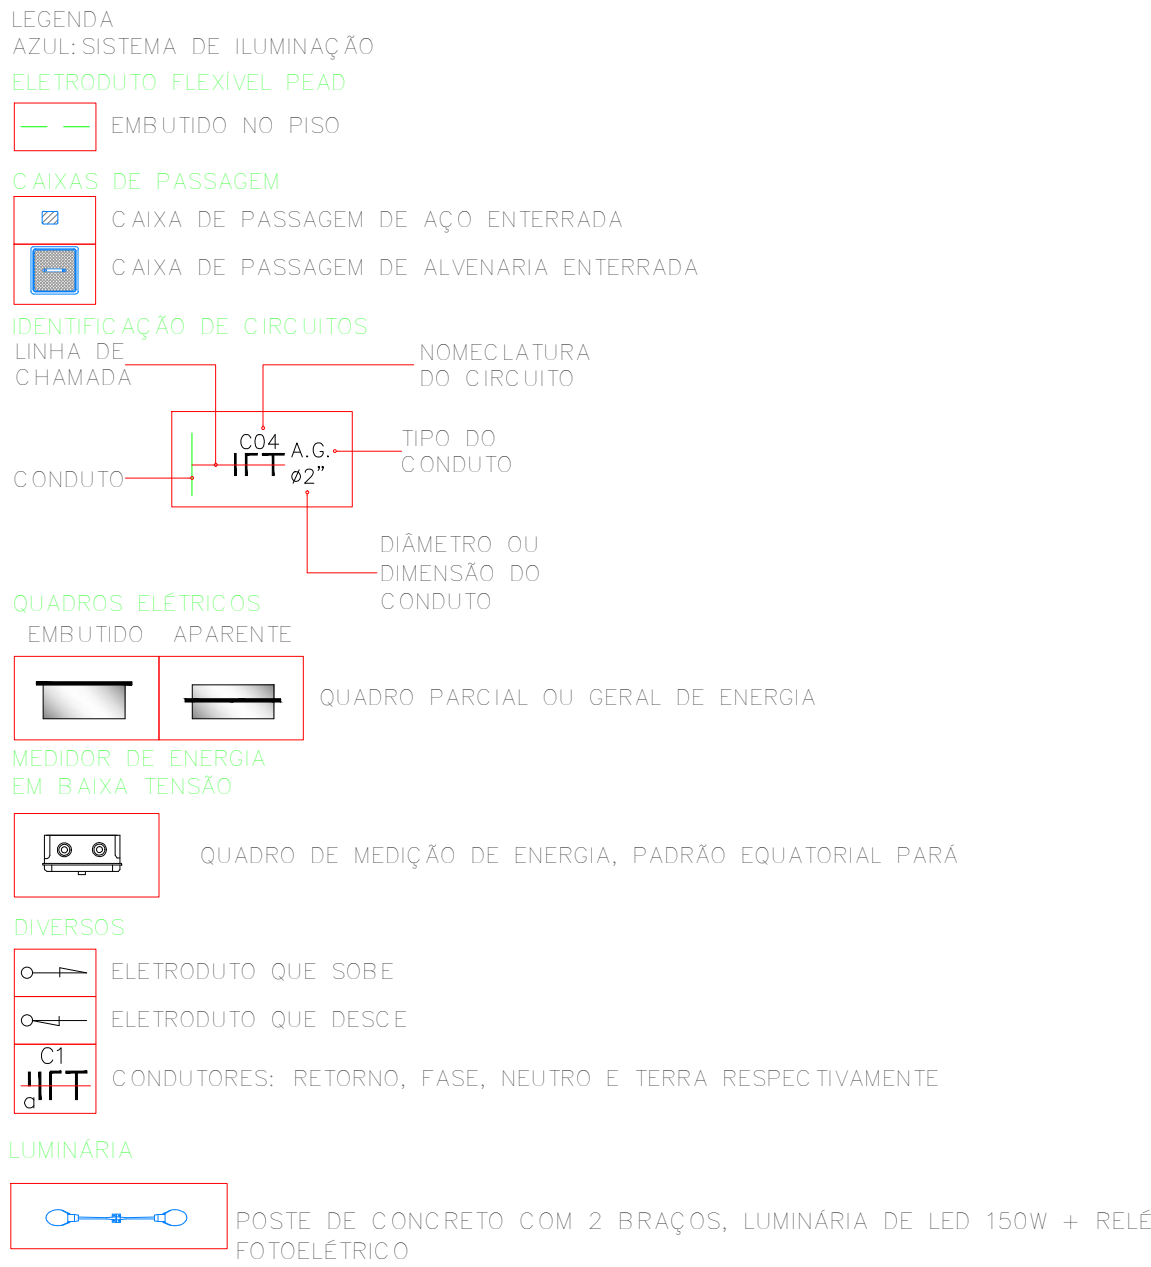 LEGENDA
AZUL: SISTEMA DE ILUMINAÇÃO
ELETRODUTO FLEXÍVEL PEAD
EMBUTIDO NO PISO
CAIXAS DE PASSAGEM
CAIXA DE PASSAGEM DE AÇO ENTERRADA
CAIXA DE PASSAGEM DE ALVENARIA ENTERRADA
IDENTIFICAÇÃO DE CIRCUITOS
LINHA DE
CHAMADA
NOMECLATURA
DO CIRCUITO
C04
A.G.
ø2"
TIPO DO
CONDUTO
CONDUTO
DIÂMETRO OU
DIMENSÃO DO
CONDUTO
QUADROS ELÉTRICOS
EMBUTIDO APARENTE
QUADRO PARCIAL OU GERAL DE ENERGIA
MEDIDOR DE ENERGIA
EM BAIXA TENSÃO
QUADRO DE MEDIÇÃO DE ENERGIA, PADRÃO EQUATORIAL PARÁ
DIVERSOS
ELETRODUTO QUE SOBE
ELETRODUTO QUE DESCE
C1
a
CONDUTORES: RETORNO, FASE, NEUTRO E TERRA RESPECTIVAMENTE
LUMINÁRIA
POSTE DE CONCRETO COM 2 BRAÇOS, LUMINÁRIA DE LED 150W + RELÉ
FOTOELÉTRICO